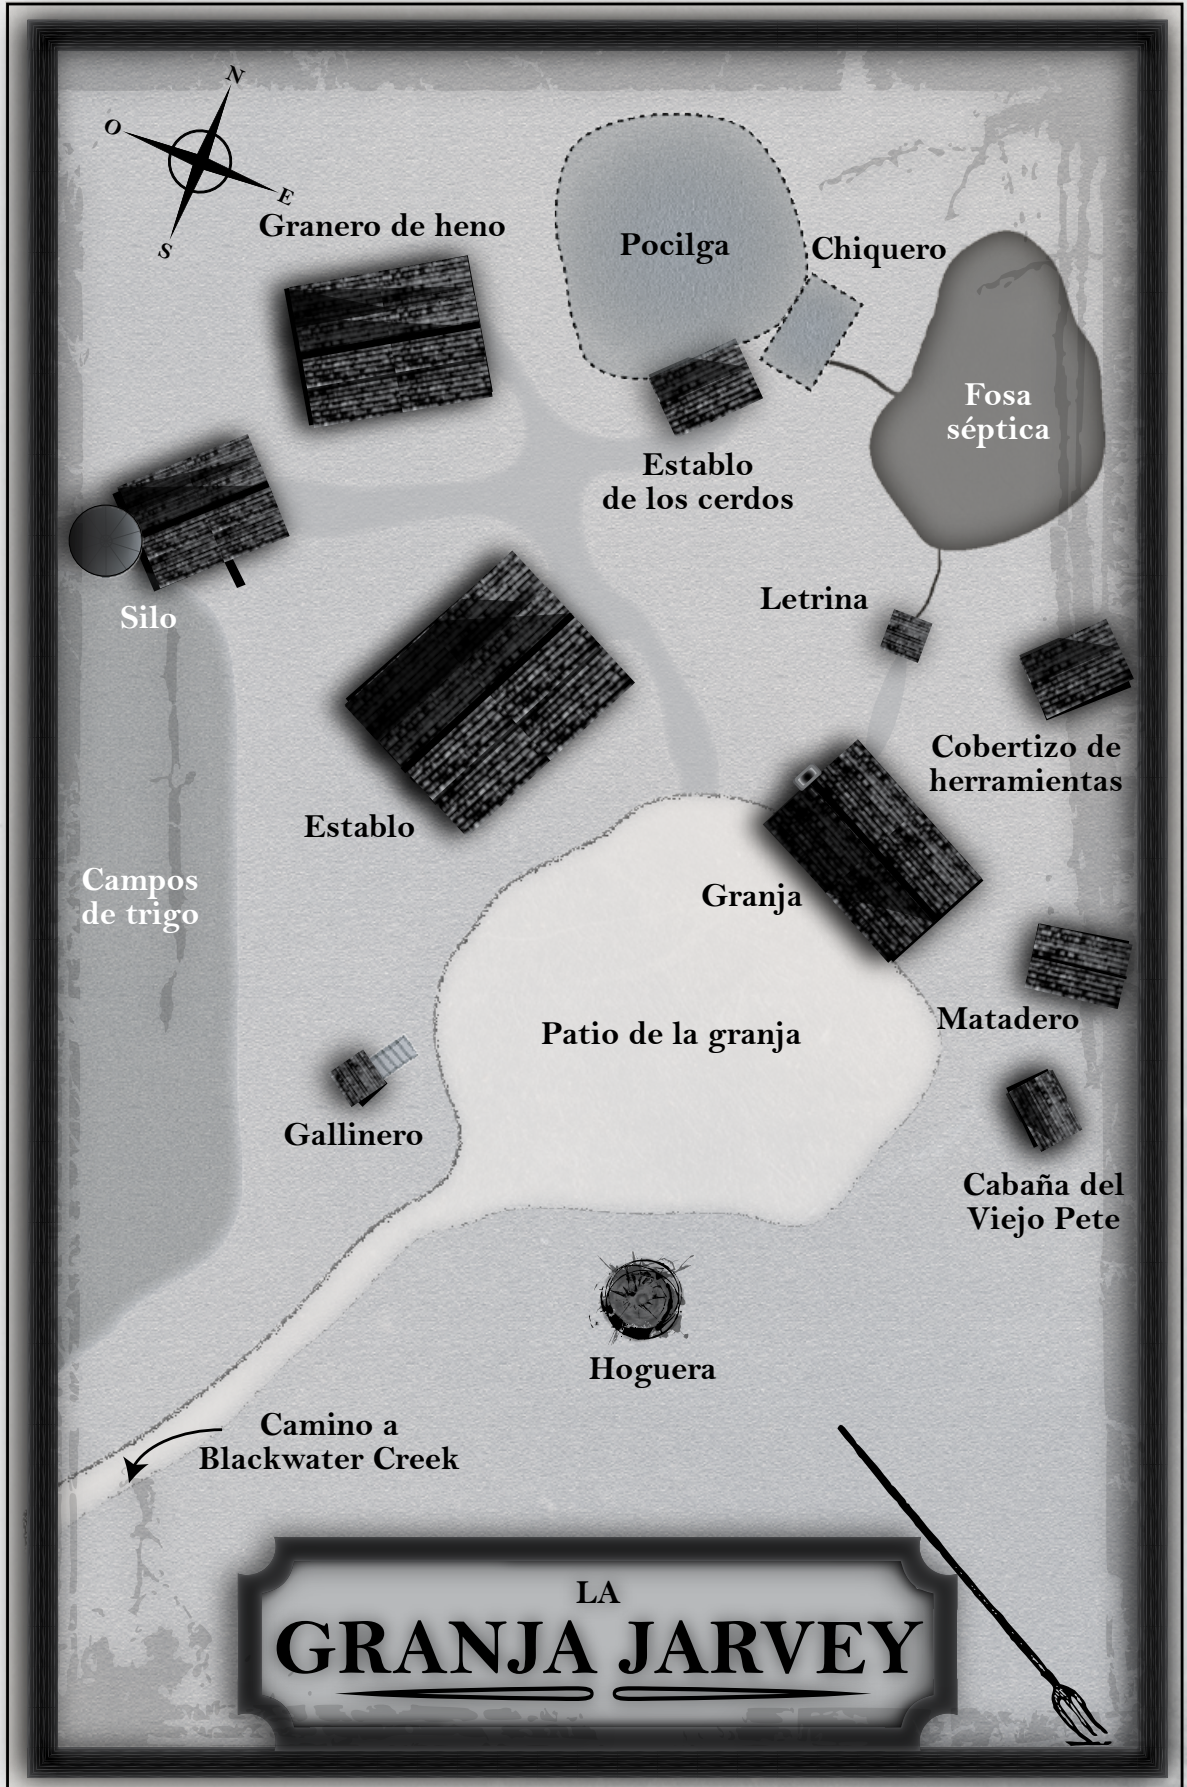 N
O
E
S
Granero de heno
Pocilga
Chiquero
Fosa
séptica
Establo
de los cerdos
Silo
Letrina
Cobertizo de
herramientas
Establo
Campos
de trigo
Granja
Patio de la granja
Matadero
Gallinero
Cabaña del
Viejo Pete
Hoguera
Camino a
Blackwater Creek
LA
GRANJA JARVEY